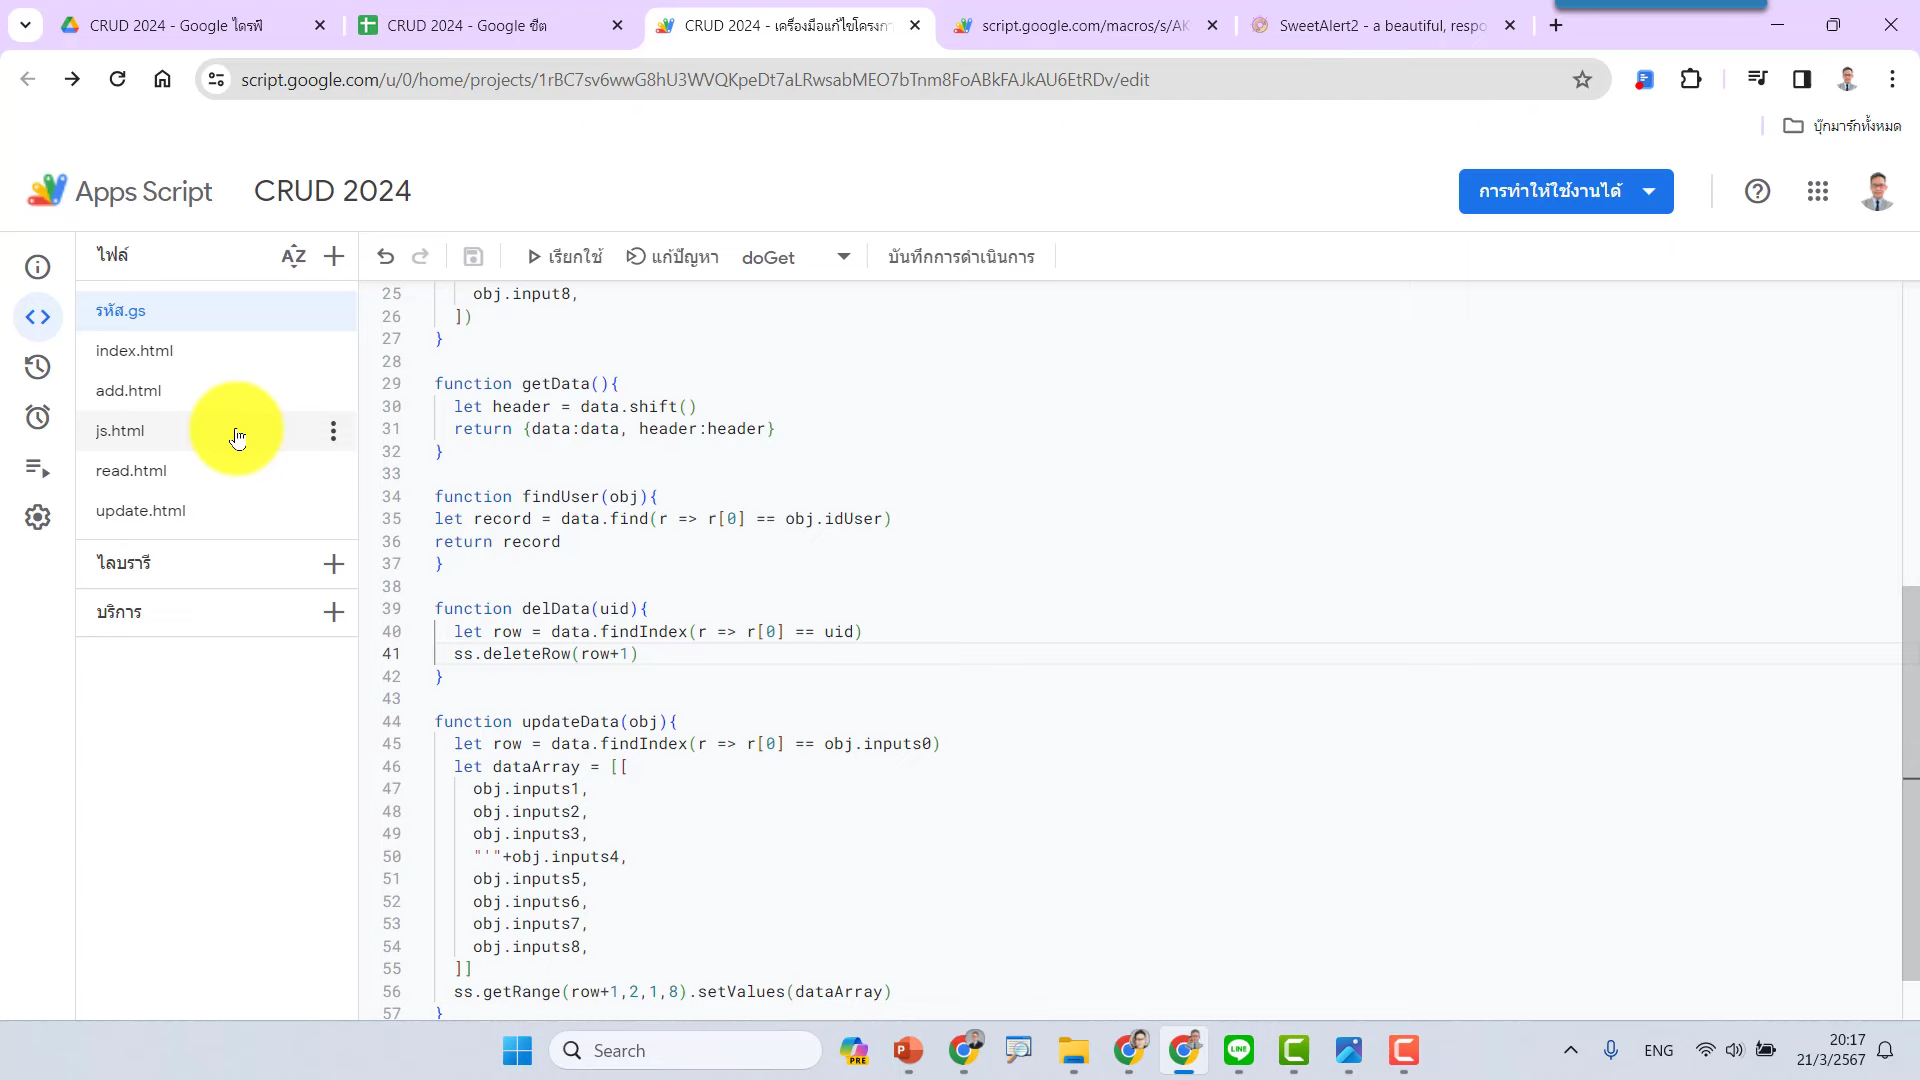 CRUD 2024 - Google ไดรฟ์
CRUD 2024 - Google ชีต
CRUD 2024 - เครื่องมือแก้ไขโครงกา
script.google.com/macros/s/AK
SweetAlert2 - a beautiful, respo
script.google.com/u/0/home/projects/1rBC7sv6wwG8hU3WVQKpeDt7aLRwsabMEO7bTnm8FoABkFAJkAU6EtRDv/edit
บุ๊กมาร์กทั้งหมด
Apps Script
CRUD 2024
การทำให้ใช้งานได้
ไฟล์
AZ
เรียกใช้
แก้ปัญหา
doGet
บันทึกการดำเนินการ
รหัส.gs
index.html
add.html
js.html
read.html
update.html
ไลบรารี
บริการ
25 obj.input8,
26 ])
27 }
28
29 function getData(){
30 let header = data.shift()
31 return {data:data, header:header}
32 }
33
34 function findUser(obj){
35 let record = data.find(r => r[0] == obj.idUser)
36 return record
37 }
38
39 function delData(uid){
40 let row = data.findIndex(r => r[0] == uid)
41 ss.deleteRow(row+1)
42 }
43
44 function updateData(obj){
45 let row = data.findIndex(r => r[0] == obj.inputs0)
46 let dataArray = [[
47 obj.inputs1,
48 obj.inputs2,
49 obj.inputs3,
50 "'"+obj.inputs4,
51 obj.inputs5,
52 obj.inputs6,
53 obj.inputs7,
54 obj.inputs8,
55 ]]
56 ss.getRange(row+1,2,1,8).setValues(dataArray)
57 }
Search
PRE
LINE
ENG
20:17
21/3/2567